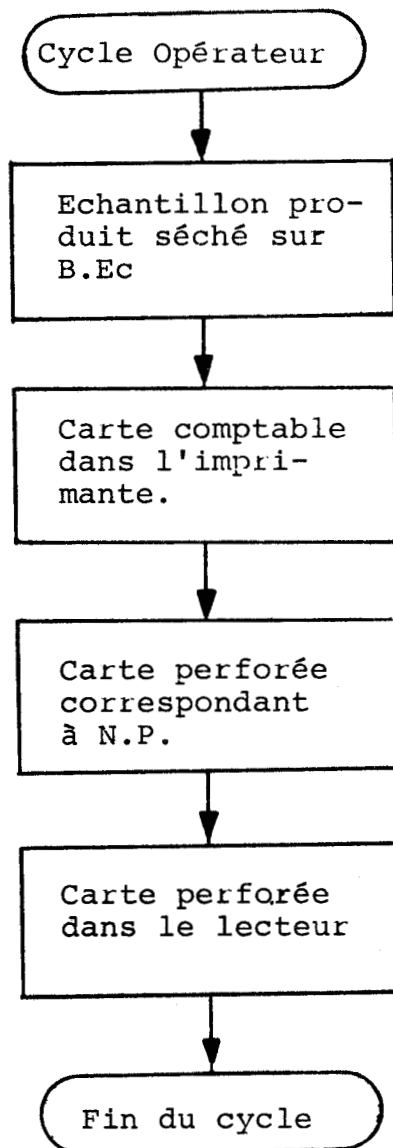 Cycle Opérateur
Echantillon pro-
duit séché sur
B.Ec
Carte comptable
dans l'impri-
mante.
Carte perforée
correspondant
à N.P.
Carte perforée
dans le lecteur
Fin du cycle